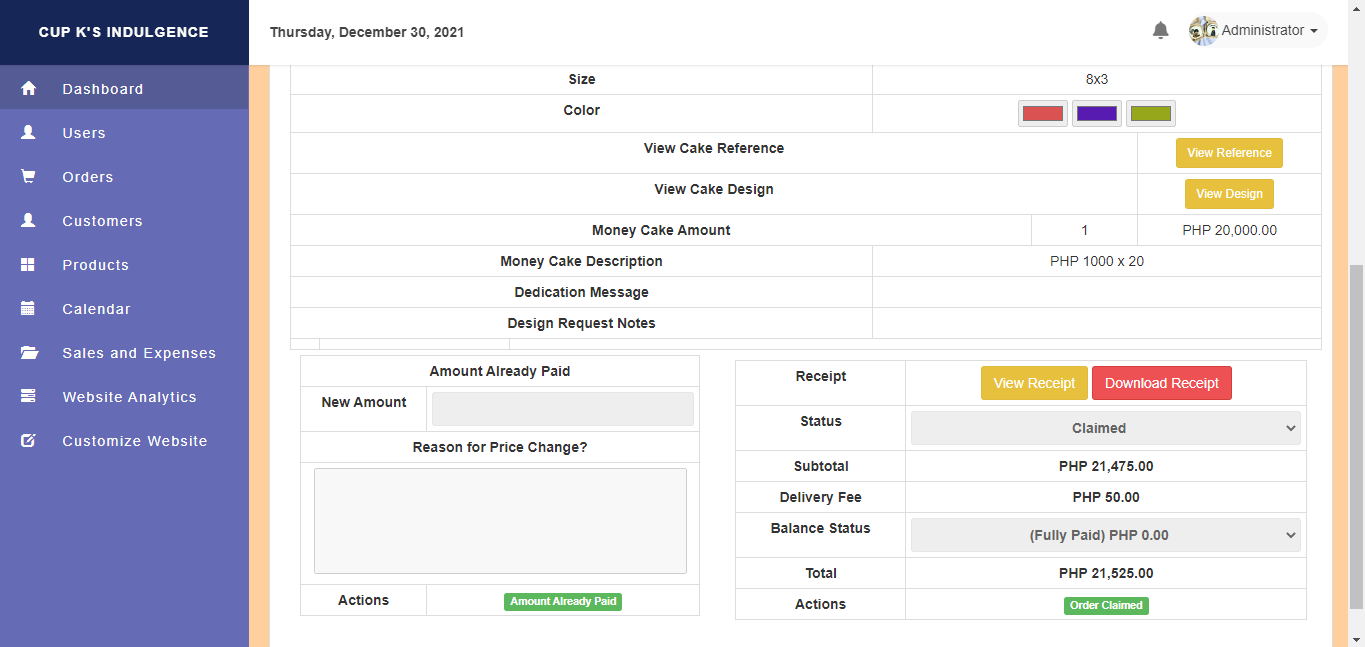 CUP K'S INDULGENCE
Thursday, December 30, 2021
Administrator
Dashboard
Users
Orders
Customers
Products
Calendar
Sales and Expenses
Website Analytics
Customize Website
Size 8x3
Color
View Cake Reference View Reference
View Cake Design View Design
Money Cake Amount 1 PHP 20,000.00
Money Cake Description PHP 1000 x 20
Dedication Message
Design Request Notes
Amount Already Paid
New Amount
Reason for Price Change?
Actions Amount Already Paid
Receipt View Receipt Download Receipt
Status Claimed
Subtotal PHP 21,475.00
Delivery Fee PHP 50.00
Balance Status (Fully Paid) PHP 0.00
Total PHP 21,525.00
Actions Order Claimed